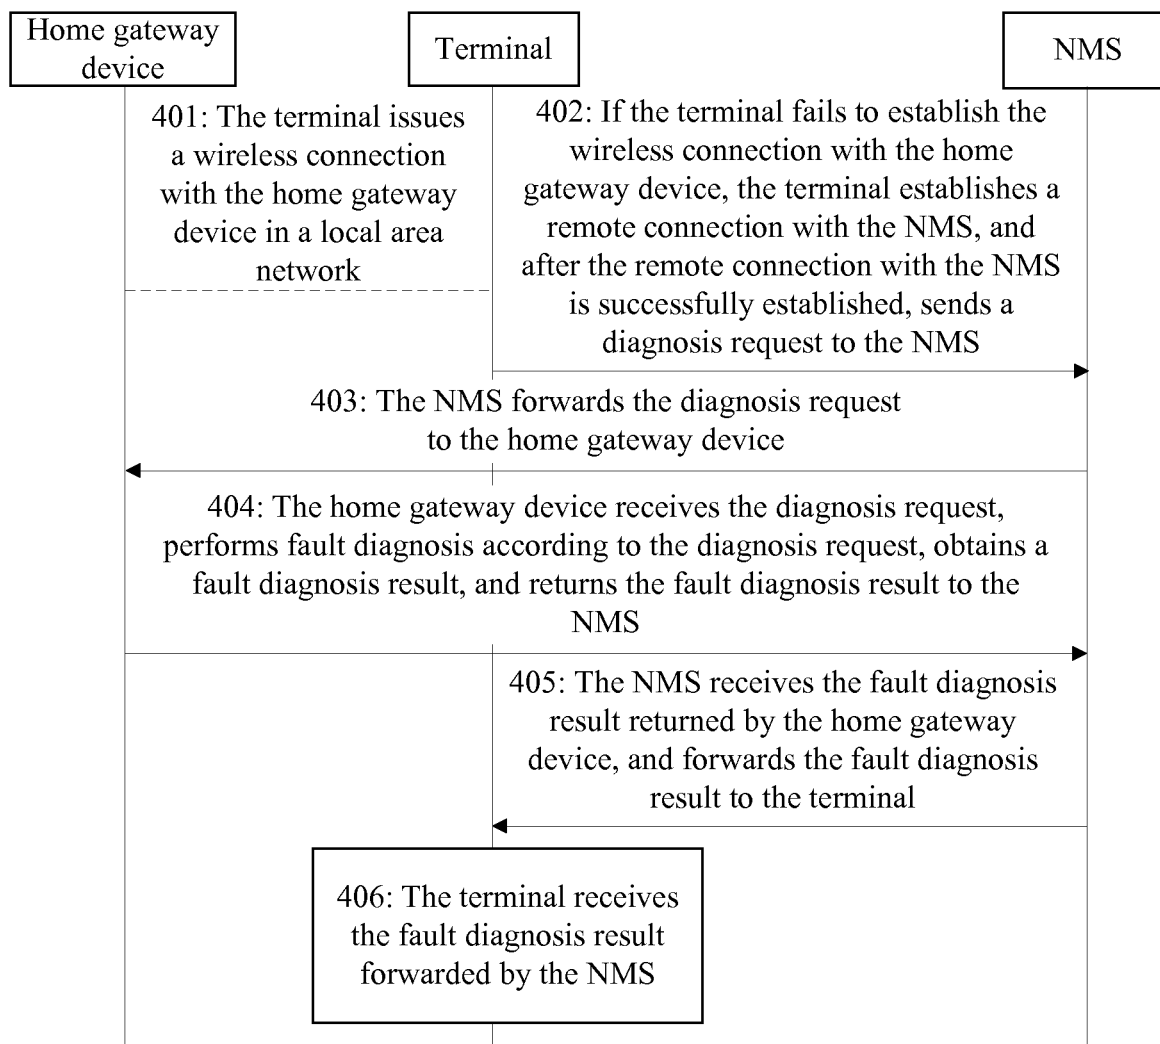 Home gateway
device
Terminal
NMS
401: The terminal issues
a wireless connection
with the home gateway
device in a local area
network
402: If the terminal fails to establish the
wireless connection with the home
gateway device, the terminal establishes a
remote connection with the NMS, and
after the remote connection with the NMS
is successfully established, sends a
diagnosis request to the NMS
403: The NMS forwards the diagnosis request
to the home gateway device
404: The home gateway device receives the diagnosis request,
performs fault diagnosis according to the diagnosis request, obtains a
fault diagnosis result, and returns the fault diagnosis result to the
NMS
405: The NMS receives the fault diagnosis
result returned by the home gateway
device, and forwards the fault diagnosis
result to the terminal
406: The terminal receives
the fault diagnosis result
forwarded by the NMS